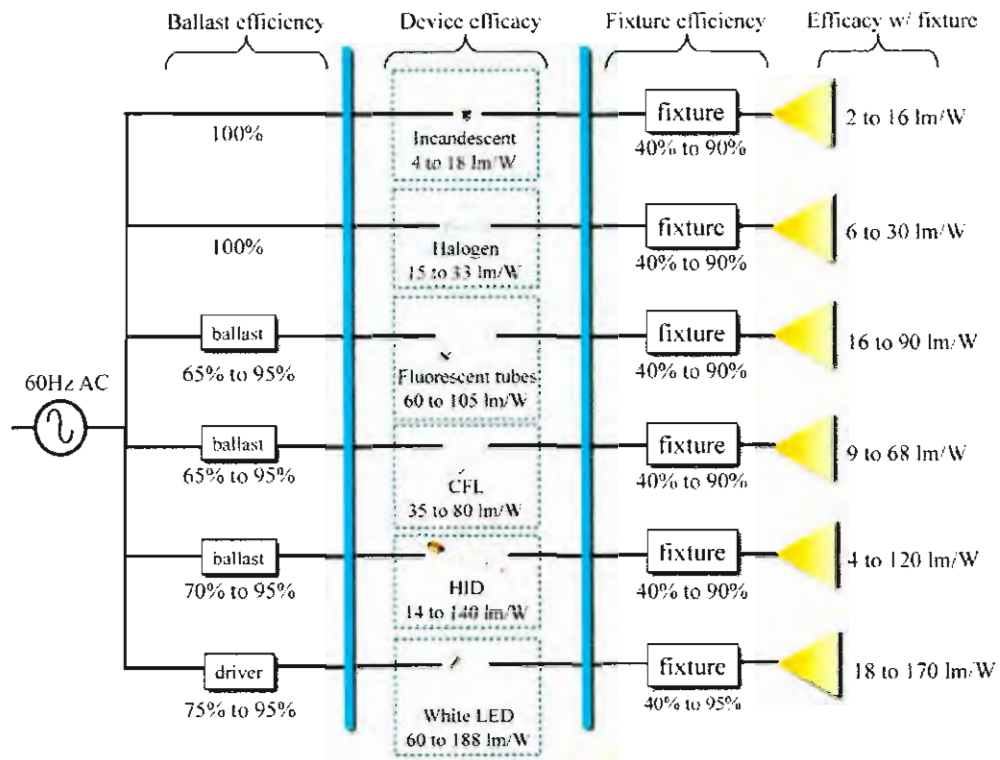 Ballast efficiency
Device efficacy
Fixture efficiency
Efficacy w/ fixture
100%
Incandescent
4 to 18 lm/W
fixture
40% to 90%
2 to 16 lm/W
100%
Halogen
15 to 33 lm/W
fixture
40% to 90%
6 to 30 lm/W
ballast
65% to 95%
Fluorescent tubes
60 to 105 lm/W
fixture
40% to 90%
16 to 90 lm/W
60Hz AC
ballast
65% to 95%
CFL
35 to 80 lm/W
fixture
40% to 90%
9 to 68 lm/W
ballast
70% to 95%
HID
14 to 140 lm/W
fixture
40% to 90%
4 to 120 lm/W
driver
75% to 95%
White LED
60 to 188 lm/W
fixture
40% to 95%
18 to 170 lm/W